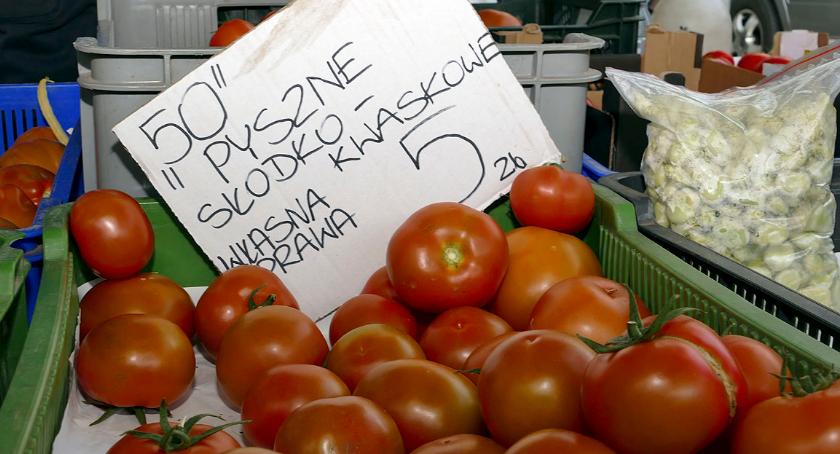 50"
"PYSZNE
SŁODKO -
KWASKOWE
WŁASNA
UPRAWA
5 zł